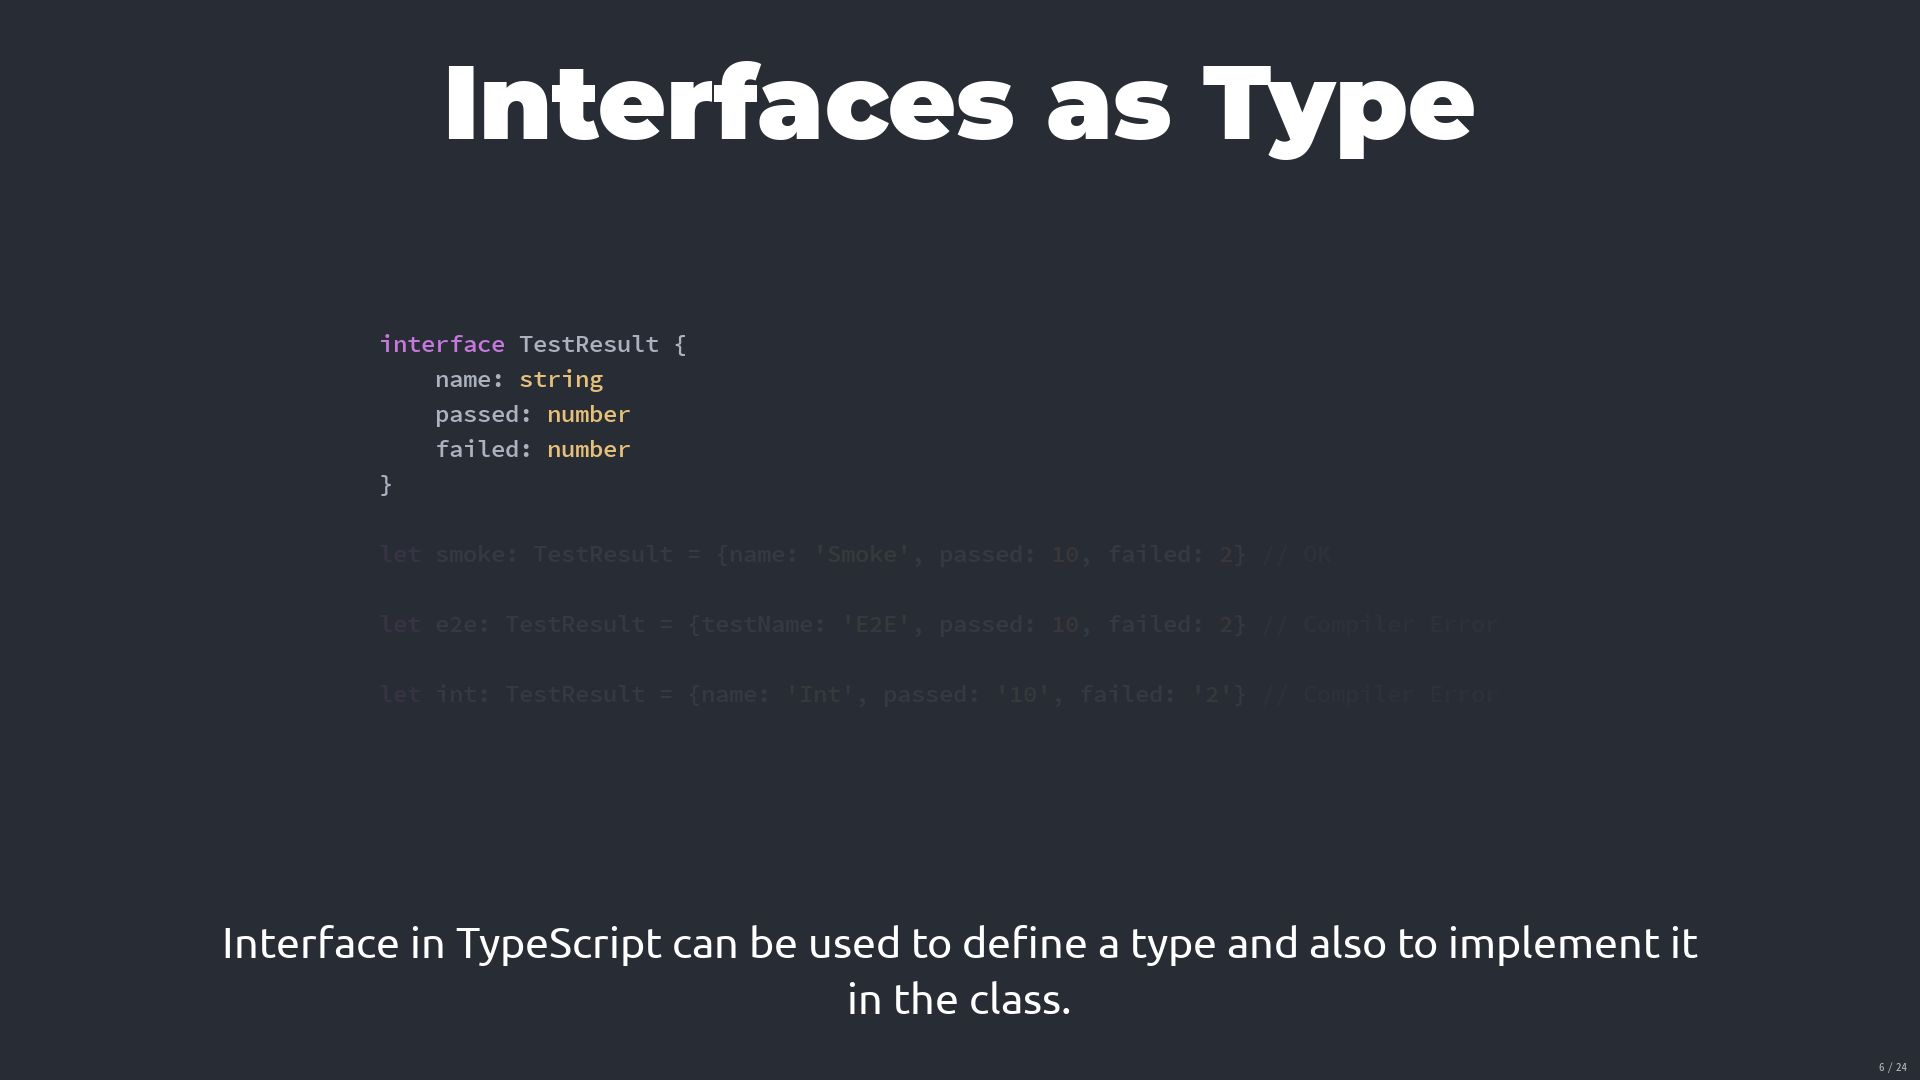 Interfaces as Type
interface TestResult {
    name: string
    passed: number
    failed: number
}
let smoke: TestResult = {name: 'Smoke', passed: 10, failed: 2} // OK
let e2e: TestResult = {testName: 'E2E', passed: 10, failed: 2} // Compiler Error
let int: TestResult = {name: 'Int', passed: '10', failed: '2'} // Compiler Error
Interface in TypeScript can be used to define a type and also to implement it
in the class.
6 / 24